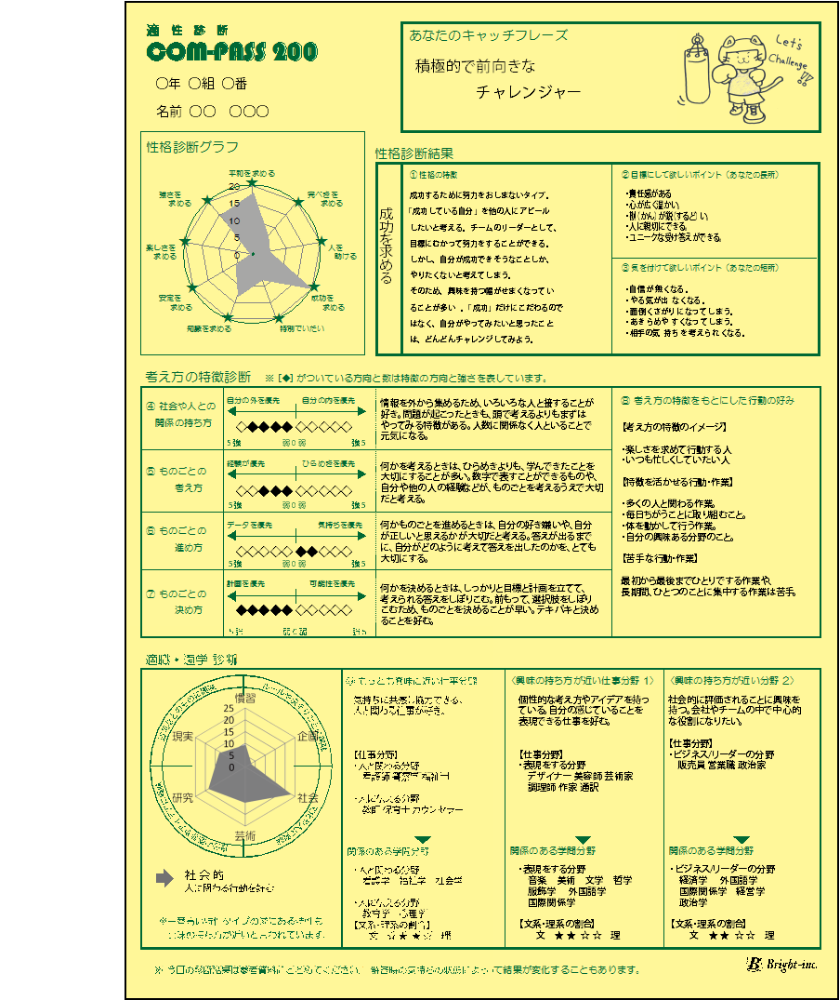 適性診断
COM-PASS 200
〇年 〇組 〇番
名前 〇〇 〇〇〇
あなたのキャッチフレーズ
積極的で前向きな
チャレンジャー
Let's
Challenge!!
性格診断グラフ
平和を求める
強さを
求める
完ぺきを
求める
楽しさを
求める
人を
助ける
安定を
求める
成功を
求める
知識を求める
特別でいたい
20
15
10
5
0
性格診断結果
成功を求める
①性格の特徴
成功するために努力をおしまないタイプ。
「成功している自分」を他の人にアピール
したいと考える。チームのリーダーとして、
目標にむかって努力をすることができる。
しかし、自分が成功できそうなことしか、
やりたくないと考えてしまう。
そのため、興味を持つ幅がせまくなってい
ることが多い 。「成功」だけにこだわるので
はなく、自分がやってみたいと思ったこと
は、どんどんチャレンジしてみよう。
②目標にして欲しいポイント（あなたの長所）
・責任感がある
・心が広く温かい。
・勘（かん）が鋭（するど）い。
・人に親切にできる。
・ユニークな受け答えができる。
③気を付けて欲しいポイント（あなたの短所）
・自信が無くなる。
・やる気が出 なくなる 。
・面倒くさがりになってしまう。
・あきらめや すくなってしまう。
・相手の気 持ちを考えられくなる。
考え方の特徴診断 ※ [◆] がついている方向と数は特徴の方向と強さを表しています。
④ 社会や人との
関係の持ち方
自分の外を優先 自分の内を優先
◇◆◆◆◆◇◇◇◇◇
5強 弱0弱 強5
情報を外から集めるため、いろいろな人と接することが
好き。問題が起こったときも、頭で考えるよりもまずは
やってみる特徴がある。人数に関係なく人といることで
元気になる。
⑤ ものごとの
考え方
経験が優先 ひらめきを優先
◇◇◆◆◆◇◇◇◇◇
5強 弱0弱 強5
何かを考えるときは、ひらめきよりも、学んできたことを
大切にすることが多い。数字で表すことができるものや、
自分や他の人の経験などが、ものごとを考えるうえで大切
だと考える。
⑥ ものごとの
進め方
データを優先 気持ちを優先
◇◇◇◇◇◆◆◇◇◇
5強 弱0弱 強5
何かものごとを進めるときは、自分の好き嫌いや、自分
が正しいと思えるかが大切だと考える。答えが出るまで
に、自分がどのように考えて答えを出したのかを、とても
大切にする。
⑦ ものごとの
決め方
計画を優先 可能性を優先
◆◆◆◆◆◇◇◇◇◇
5強 弱0弱 強5
何かを決めるときは、しっかりと目標と計画を立てて、
考えられる答えをしぼりこむ。前もって、選択肢をしぼり
こむため、ものごとを決めることが早い。テキパキと決め
ることを好む。
⑧ 考え方の特徴をもとにした行動の好み
【考え方の特徴のイメージ】
・楽しさを求めて行動する人
・いつも忙しくしていたい人
【特徴を活かせる行動・作業】
・多くの人と関わる作業。
・毎日ちがうことに取り組むこと。
・体を動かして行う作業。
・自分の興味ある分野のこと。
【苦手な行動・作業】
最初から最後までひとりでする作業や、
長期間、ひとつのことに集中する作業は苦手。
適職・進学 診断
慣習
企画
社会
芸術
研究
現実
25
20
15
10
5
0
社会的
人に関わる行動を好む
⑨ もっとも興味に近い仕事分野
気持ちに共感し協力できる、
人と関わる仕事が好き。
【仕事分野】
・人と関わる分野
看護師 警察官 福祉士
・人に伝える分野
教師 保育士 カウンセラー
関係のある学問分野
・人と関わる分野
看護学 福祉学 社会学
・人に伝える分野
教育学 心理学
【文系・理系の割合】
文 ☆ ★ ★ ☆ 理
〈興味の持ち方が近い仕事分野 1〉
個性的な考え方やアイデアを持っ
ている。自分の感じていることを
表現できる仕事を好む。
【仕事分野】
・表現をする分野
デザイナー 美容師 芸術家
調理師 作家 通訳
関係のある学問分野
・表現をする分野
音楽 美術 文学 哲学
服飾学 外国語学
国際関係学
【文系・理系の割合】
文 ★★ ☆☆ 理
〈興味の持ち方が近い分野 2〉
社会的に評価されることに興味を
持つ。会社やチームの中で中心的
な役割になりたい。
【仕事分野】
・ビジネス/リーダーの分野
販売員 営業職 政治家
関係のある学問分野
・ビジネス/リーダーの分野
経済学 外国語学
国際関係学 経営学
政治学
【文系・理系の割合】
文 ★★ ☆☆ 理
※今回の診断結果は参考資料にとどめてください。 解答時の気持ちの状態によって結果が変化することもあります。
Bright-inc.